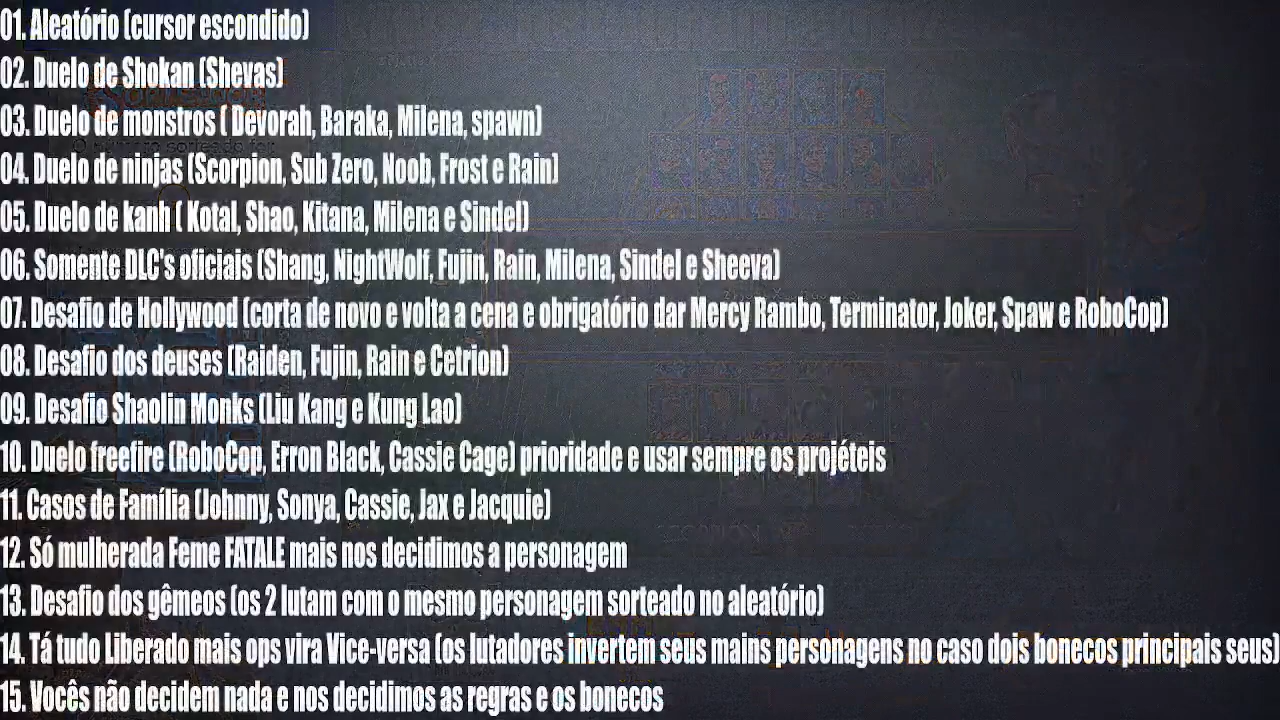 01. Aleatório (cursor escondido)
02. Duelo de Shokan (Shevas)
03. Duelo de monstros ( Devorah, Baraka, Milena, spawn)
04. Duelo de ninjas (Scorpion, Sub Zero, Noob, Frost e Rain)
05. Duelo de kanh ( Kotal, Shao, Kitana, Milena e Sindel)
06. Somente DLC's oficiais (Shang, NightWolf, Fujin, Rain, Milena, Sindel e Sheeva)
07. Desafio de Hollywood (corta de novo e volta a cena e obrigatório dar Mercy Rambo, Terminator, Joker, Spaw e RoboCop)
08. Desafio dos deuses (Raiden, Fujin, Rain e Cetrion)
09. Desafio Shaolin Monks (Liu Kang e Kung Lao)
10. Duelo freefire (RoboCop, Erron Black, Cassie Cage) prioridade e usar sempre os projéteis
11. Casos de Família (Johnny, Sonya, Cassie, Jax e Jacquie)
12. Só mulherada Feme FATALE mais nos decidimos a personagem
13. Desafio dos gêmeos (os 2 lutam com o mesmo personagem sorteado no aleatório)
14. Tá tudo Liberado mais ops vira Vice-versa (os lutadores invertem seus mains personagens no caso dois bonecos principais seus)
15. Vocês não decidem nada e nos decidimos as regras e os bonecos